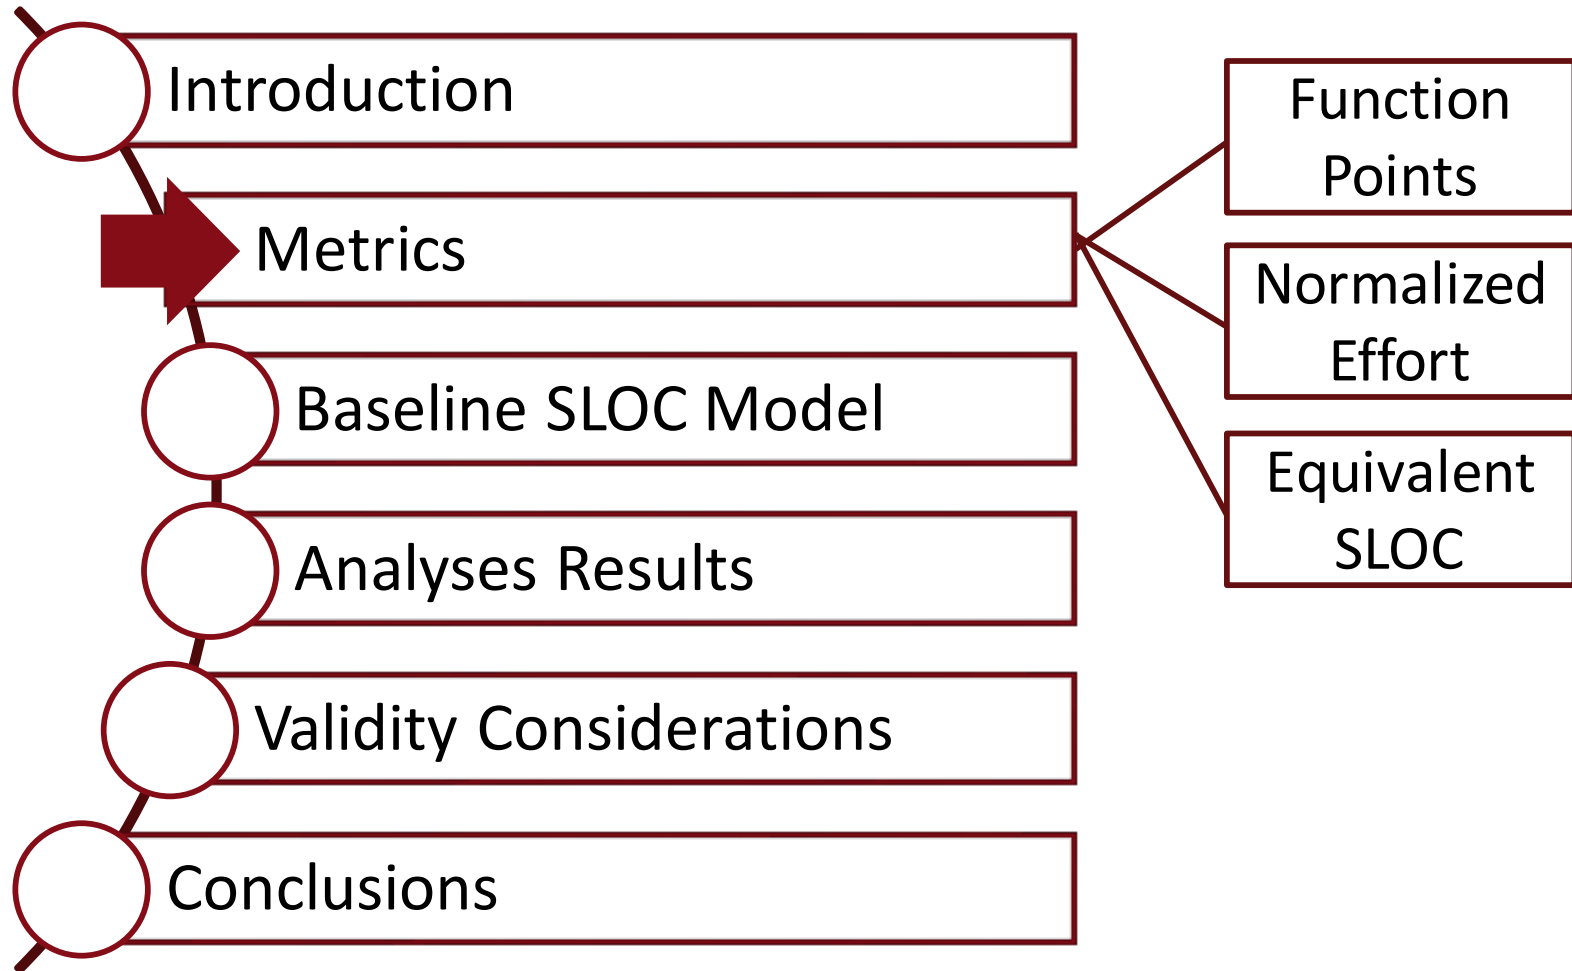 Introduction
Metrics
Baseline SLOC Model
Analyses Results
Validity Considerations
Conclusions
Function
Points
Normalized
Effort
Equivalent
SLOC